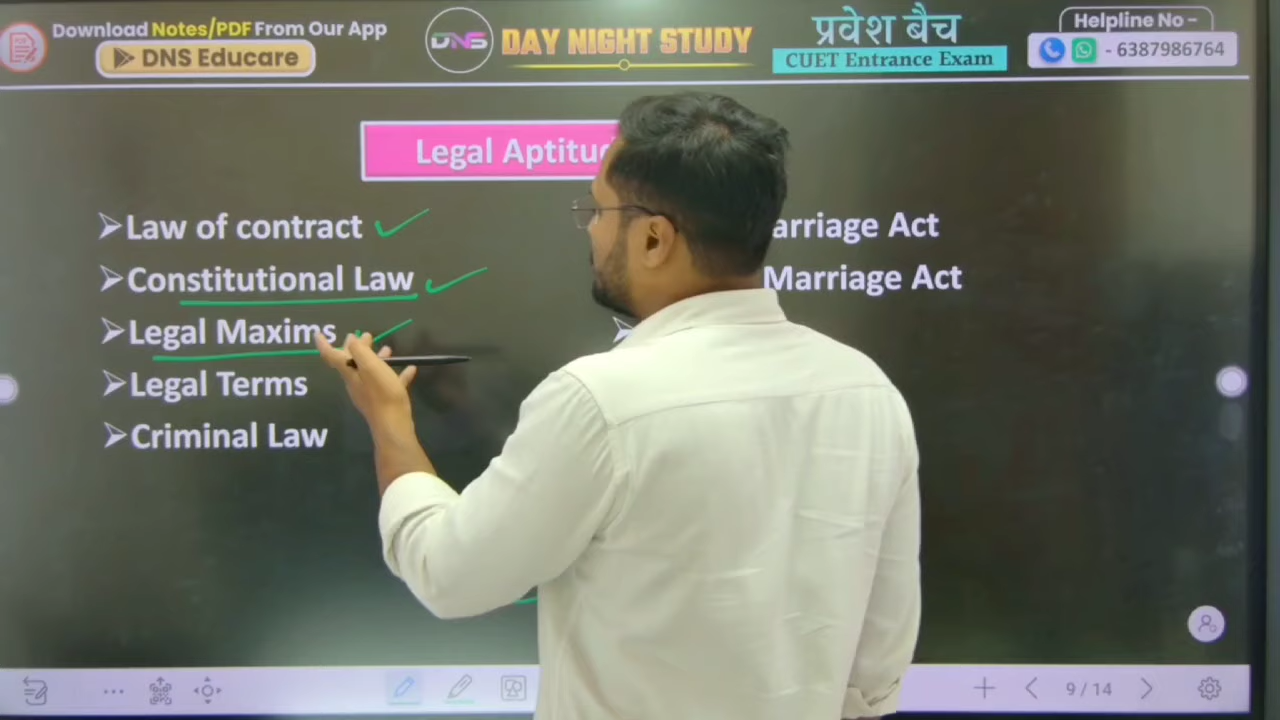 Download Notes/PDF From Our App
DNS Educare
DNS
DAY NIGHT STUDY
प्रवेश बैच
CUET Entrance Exam
Helpline No -
- 6387986764
Legal Aptitud
Law of contract
Constitutional Law
Legal Maxims
Legal Terms
Criminal Law
arriage Act
Marriage Act
9 / 14